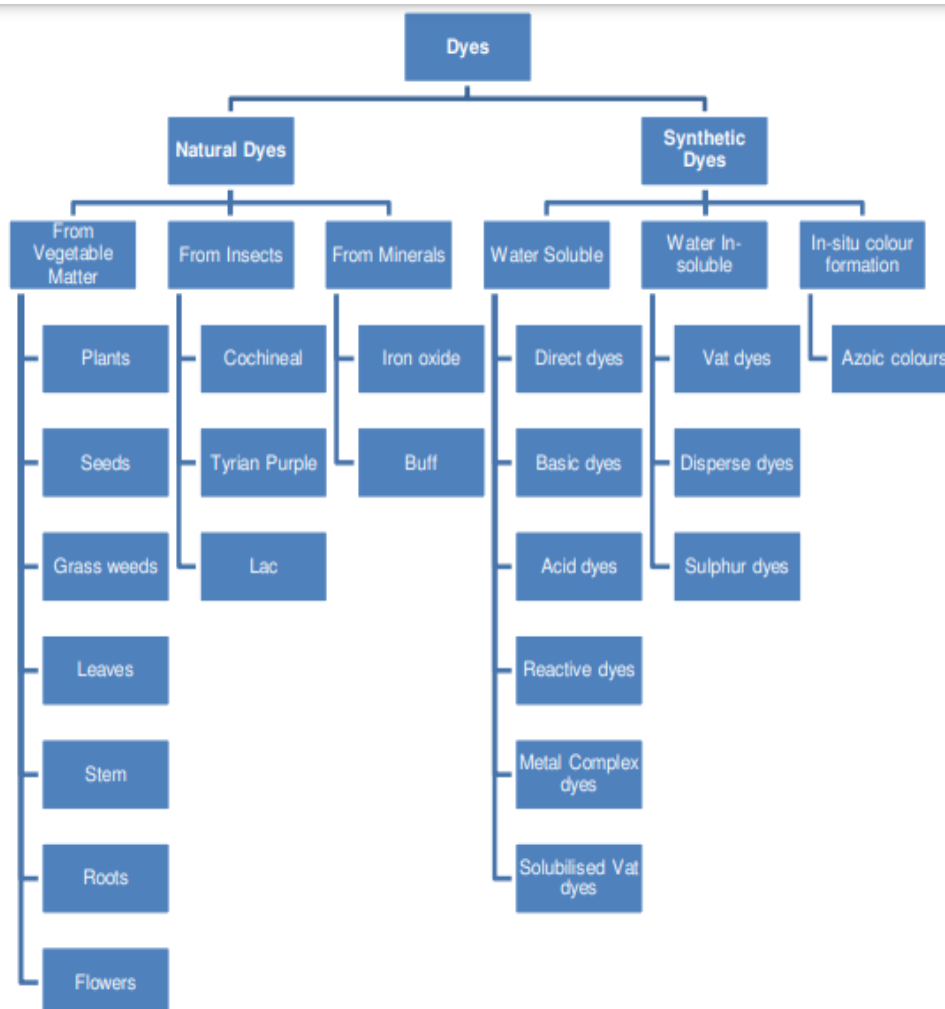 Dyes
Natural Dyes
Synthetic
Dyes
From
Vegetable
Matter
From Insects
From Minerals
Water Soluble
Water In-
soluble
In-situ colour
formation
Plants
Cochineal
Iron oxide
Direct dyes
Vat dyes
Azoic colours
Seeds
Tyrian Purple
Buff
Basic dyes
Disperse dyes
Grass weeds
Lac
Acid dyes
Sulphur dyes
Leaves
Reactive dyes
Stem
Metal Complex
dyes
Roots
Solubilised Vat
dyes
Flowers